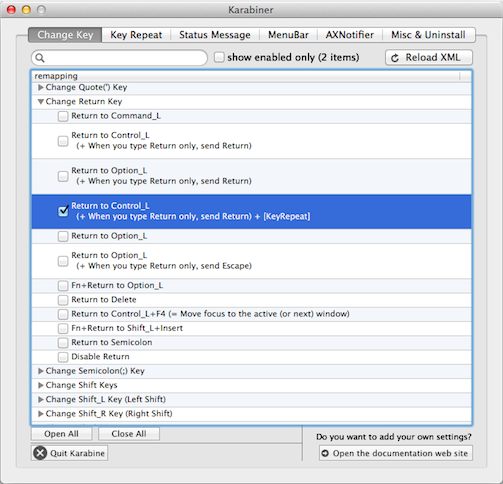 Karabiner
Change Key
Key Repeat
Status Message
MenuBar
AXNotifier
Misc & Uninstall
show enabled only (2 items)
Reload XML
remapping
Change Quote(') Key
Change Return Key
Return to Command_L
Return to Control_L
(+ When you type Return only, send Return)
Return to Option_L
(+ When you type Return only, send Return)
Return to Control_L
(+ When you type Return only, send Return) + [KeyRepeat]
Return to Option_L
Return to Option_L
(+ When you type Return only, send Escape)
Fn+Return to Option_L
Return to Delete
Return to Control_L+F4 (= Move focus to the active (or next) window)
Fn+Return to Shift_L+Insert
Return to Semicolon
Disable Return
Change Semicolon(;) Key
Change Shift Keys
Change Shift_L Key (Left Shift)
Change Shift_R Key (Right Shift)
Open All
Close All
Do you want to add your own settings?
Quit Karabine
Open the documentation web site